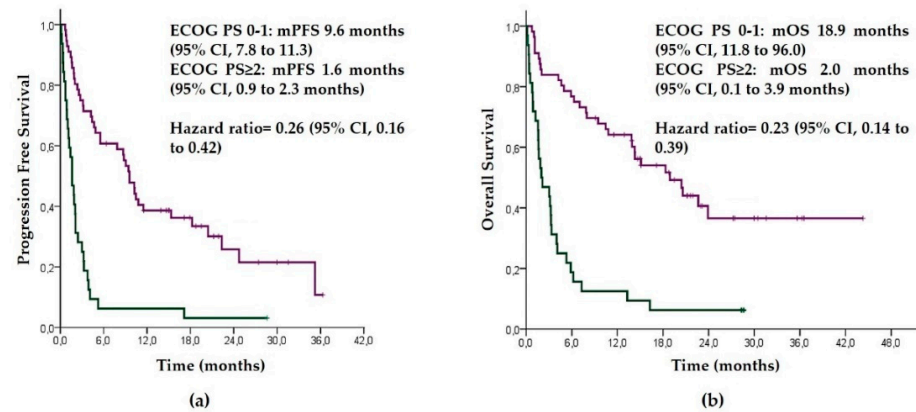 ECOG PS 0-1: mPFS 9.6 months
(95% CI, 7.8 to 11.3)
ECOG PS≥2: mPFS 1.6 months
(95% CI, 0.9 to 2.3 months)
Hazard ratio= 0.26 (95% CI, 0.16
to 0.42)
Progression Free Survival
1,0
0,8
0,6
0,4
0,2
0,0
0,0 6,0 12,0 18,0 24,0 30,0 36,0 42,0
Time (months)
(a)
ECOG PS 0-1: mOS 18.9 months
(95% CI, 11.8 to 96.0)
ECOG PS≥2: mOS 2.0 months
(95% CI, 0.1 to 3.9 months)
Hazard ratio= 0.23 (95% CI, 0.14 to
0.39)
Overall Survival
1,0
0,8
0,6
0,4
0,2
0,0
0,0 6,0 12,0 18,0 24,0 30,0 36,0 42,0 48,0
Time (months)
(b)